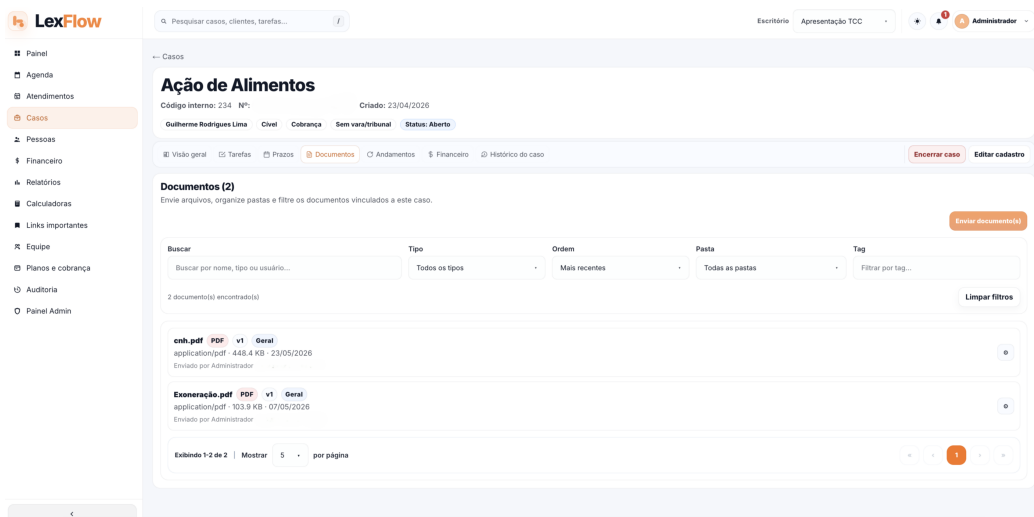 LexFlow
Pesquisar casos, clientes, tarefas... /
Escritório Apresentação TCC
1
A Administrador
Painel
Agenda
Atendimentos
Casos
Pessoas
Financeiro
Relatórios
Calculadoras
Links importantes
Equipe
Planos e cobrança
Auditoria
Painel Admin
← Casos
Ação de Alimentos
Código interno: 234 Nº: Criado: 23/04/2026
Guilherme Rodrigues Lima Cível Cobrança Sem vara/tribunal Status: Aberto
Visão geral Tarefas Prazos Documentos Andamentos Financeiro Histórico do caso Encerrar caso Editar cadastro
Documentos (2)
Envie arquivos, organize pastas e filtre os documentos vinculados a este caso.
Enviar documento(s)
Buscar Tipo Ordem Pasta Tag
Buscar por nome, tipo ou usuário... Todos os tipos Mais recentes Todas as pastas Filtrar por tag...
2 documento(s) encontrado(s) Limpar filtros
cnh.pdf PDF v1 Geral
application/pdf · 448.4 KB · 23/05/2026
Enviado por Administrador
Exoneração.pdf PDF v1 Geral
application/pdf · 103.9 KB · 07/05/2026
Enviado por Administrador
Exibindo 1-2 de 2 | Mostrar 5 por página « ‹ 1 › »
‹